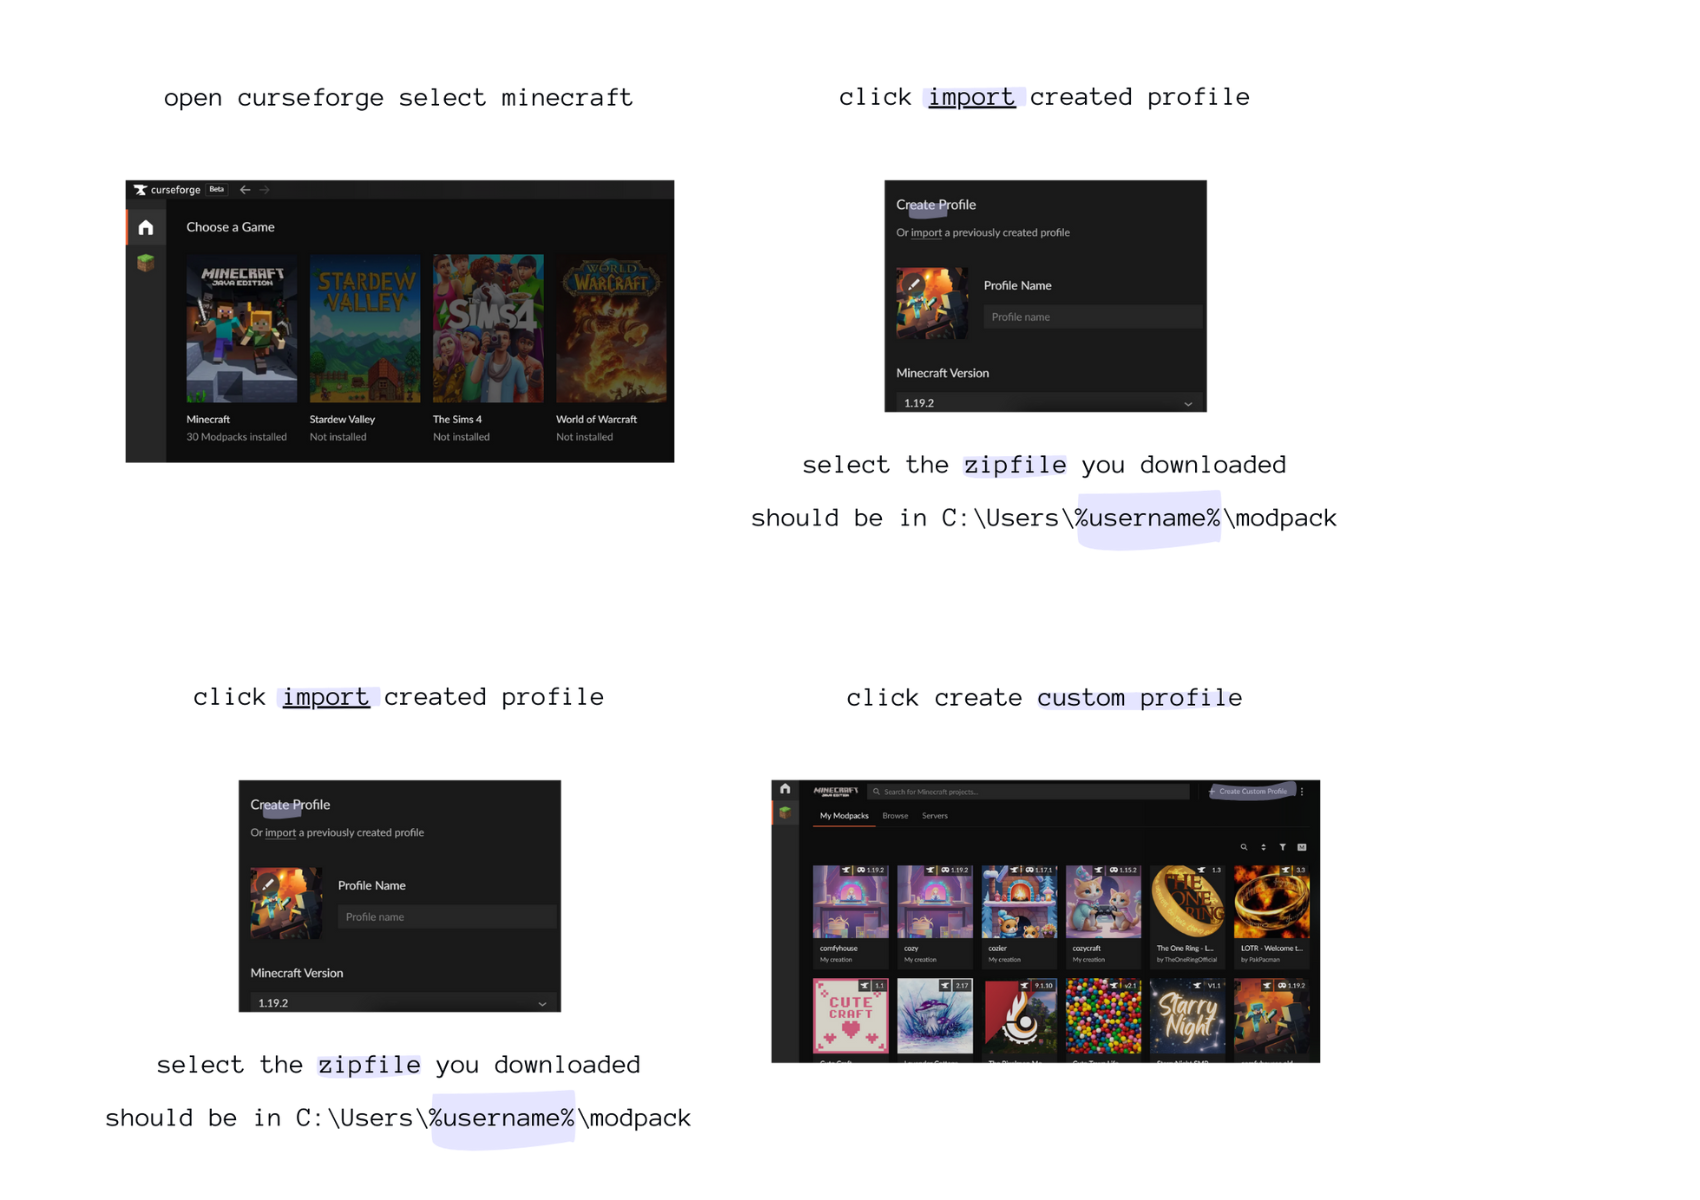 open curseforge select minecraft
curseforge Beta
Choose a Game
MINECRAFT
JAVA EDITION
STARDEW
VALLEY
THE
SIMS4
WORLD
WARCRAFT
Minecraft
30 Modpacks installed
Stardew Valley
Not installed
The Sims 4
Not installed
World of Warcraft
Not installed
click import created profile
Create Profile
Or import a previously created profile
Profile Name
Profile name
Minecraft Version
1.19.2
select the zipfile you downloaded
should be in C:\Users\%username%\modpack
click import created profile
Create Profile
Or import a previously created profile
Profile Name
Profile name
Minecraft Version
1.19.2
select the zipfile you downloaded
should be in C:\Users\%username%\modpack
click create custom profile
MINECRAFT
JAVA EDITION
Search for Minecraft projects...
+ Create Custom Profile
My Modpacks Browse Servers
1.19.2
comfyhouse
My creation
1.19.2
cozy
My creation
1.17.1
cozier
My creation
1.15.2
cozycraft
My creation
1.3
THE
ONE
RING
The One Ring - L...
by TheOneRingOfficial
3.3
LOTR - Welcome t...
by PakPacman
1.1
CUTE
CRAFT
2.17
9.1.10
v2.1
V1.1
Starry
Night
1.19.2